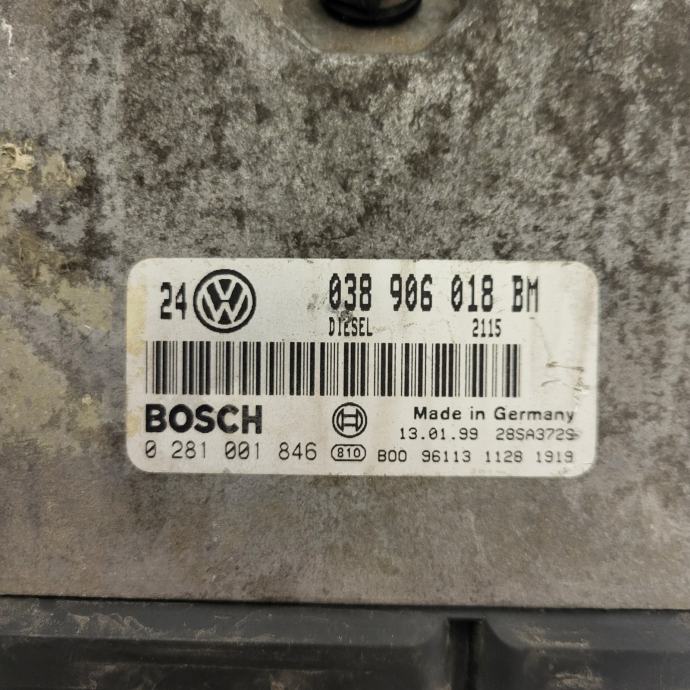 24 VW 038 906 018 BM
DIESEL 2115
BOSCH Made in Germany
13.01.99 28SA3729
0 281 001 846 810 B00 96113 1128 1919